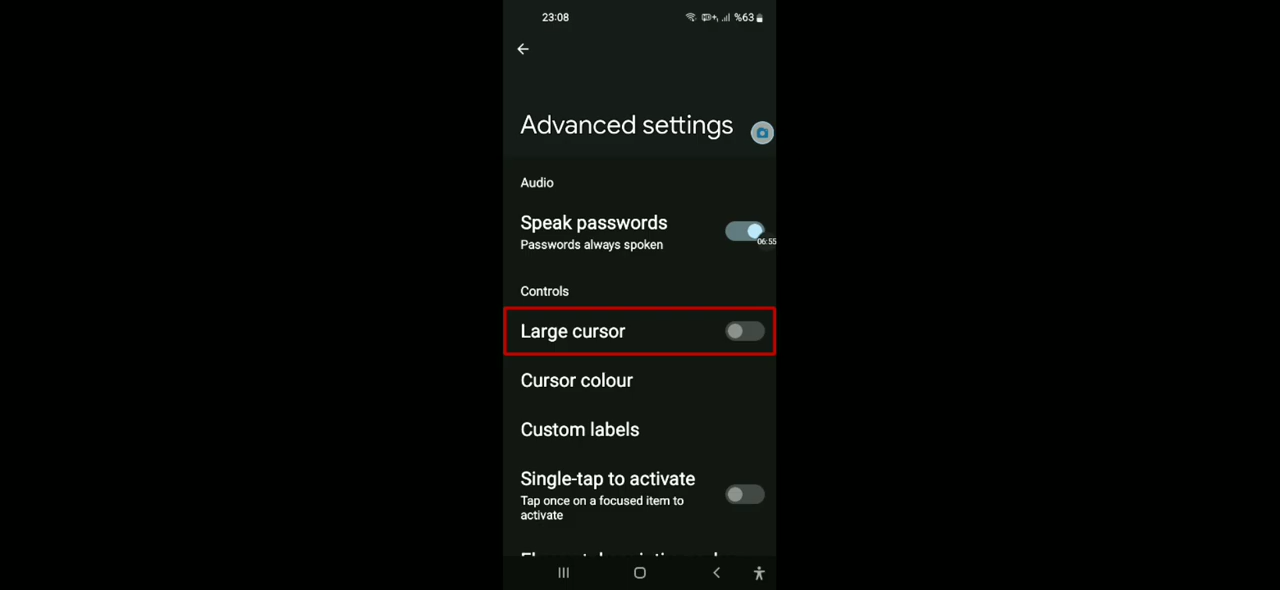 23:08
%63
Advanced settings
Audio
Speak passwords
Passwords always spoken
06:55
Controls
Large cursor
Cursor colour
Custom labels
Single-tap to activate
Tap once on a focused item to
activate